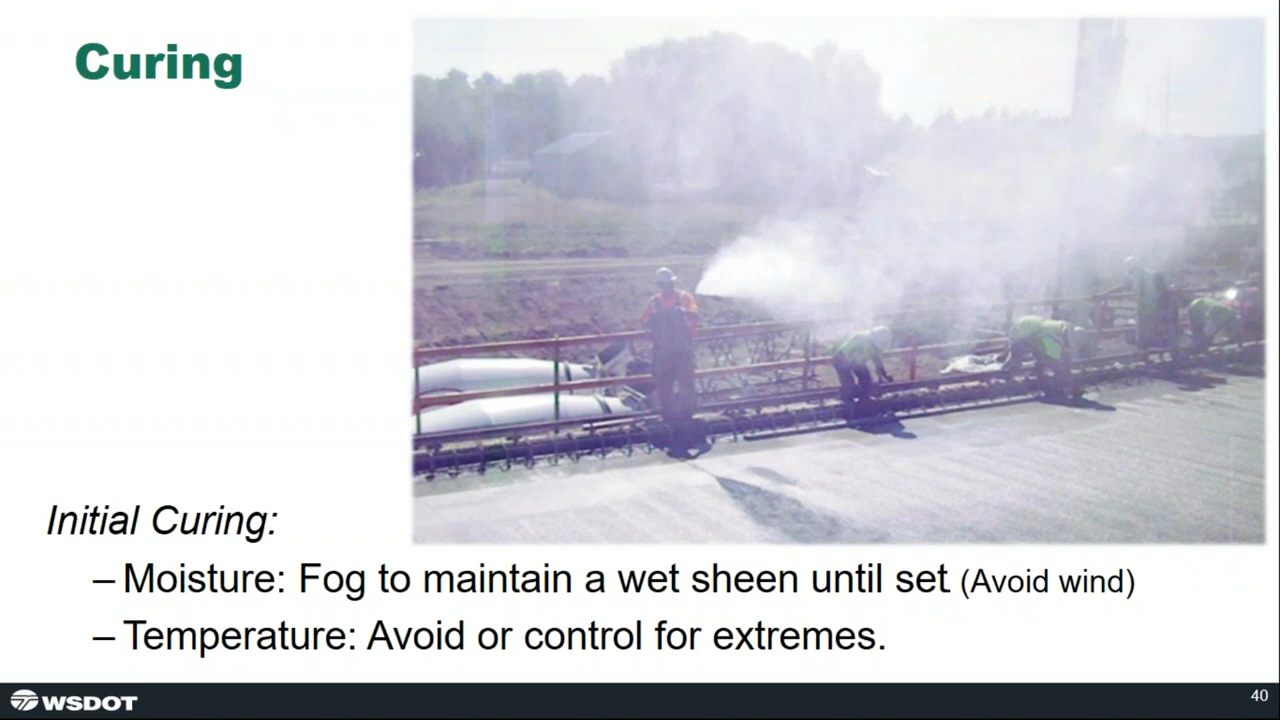 Curing
Initial Curing:
– Moisture: Fog to maintain a wet sheen until set (Avoid wind)
– Temperature: Avoid or control for extremes.
WSDOT
40